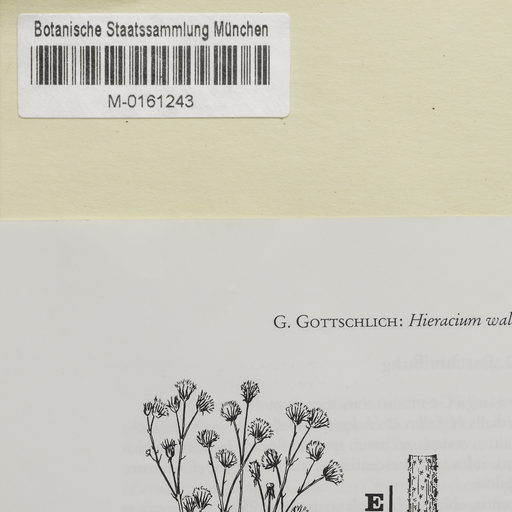 Botanische Staatssammlung München
M-0161243
G. GOTTSCHLICH: Hieracium wal
E